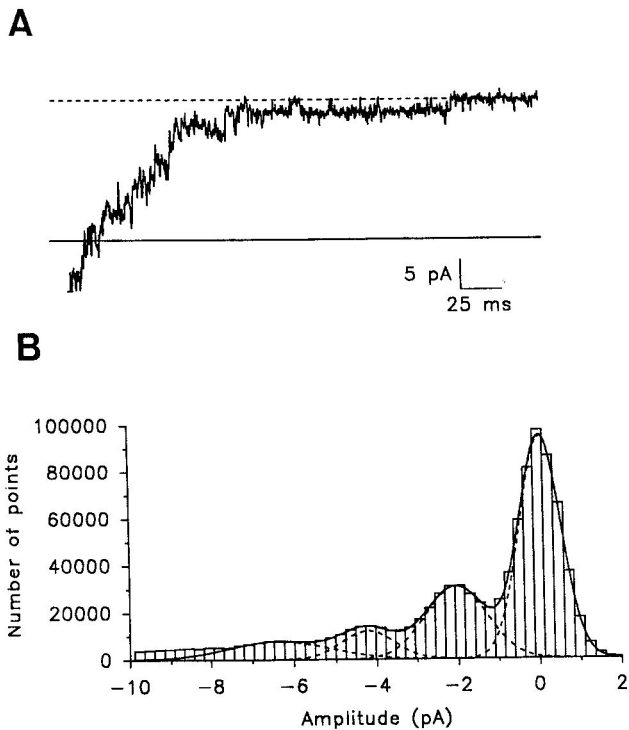 A
5 pA
25 ms
B
Number of points
100000
80000
60000
40000
20000
0
−10 −8 −6 −4 −2 0 2
Amplitude (pA)